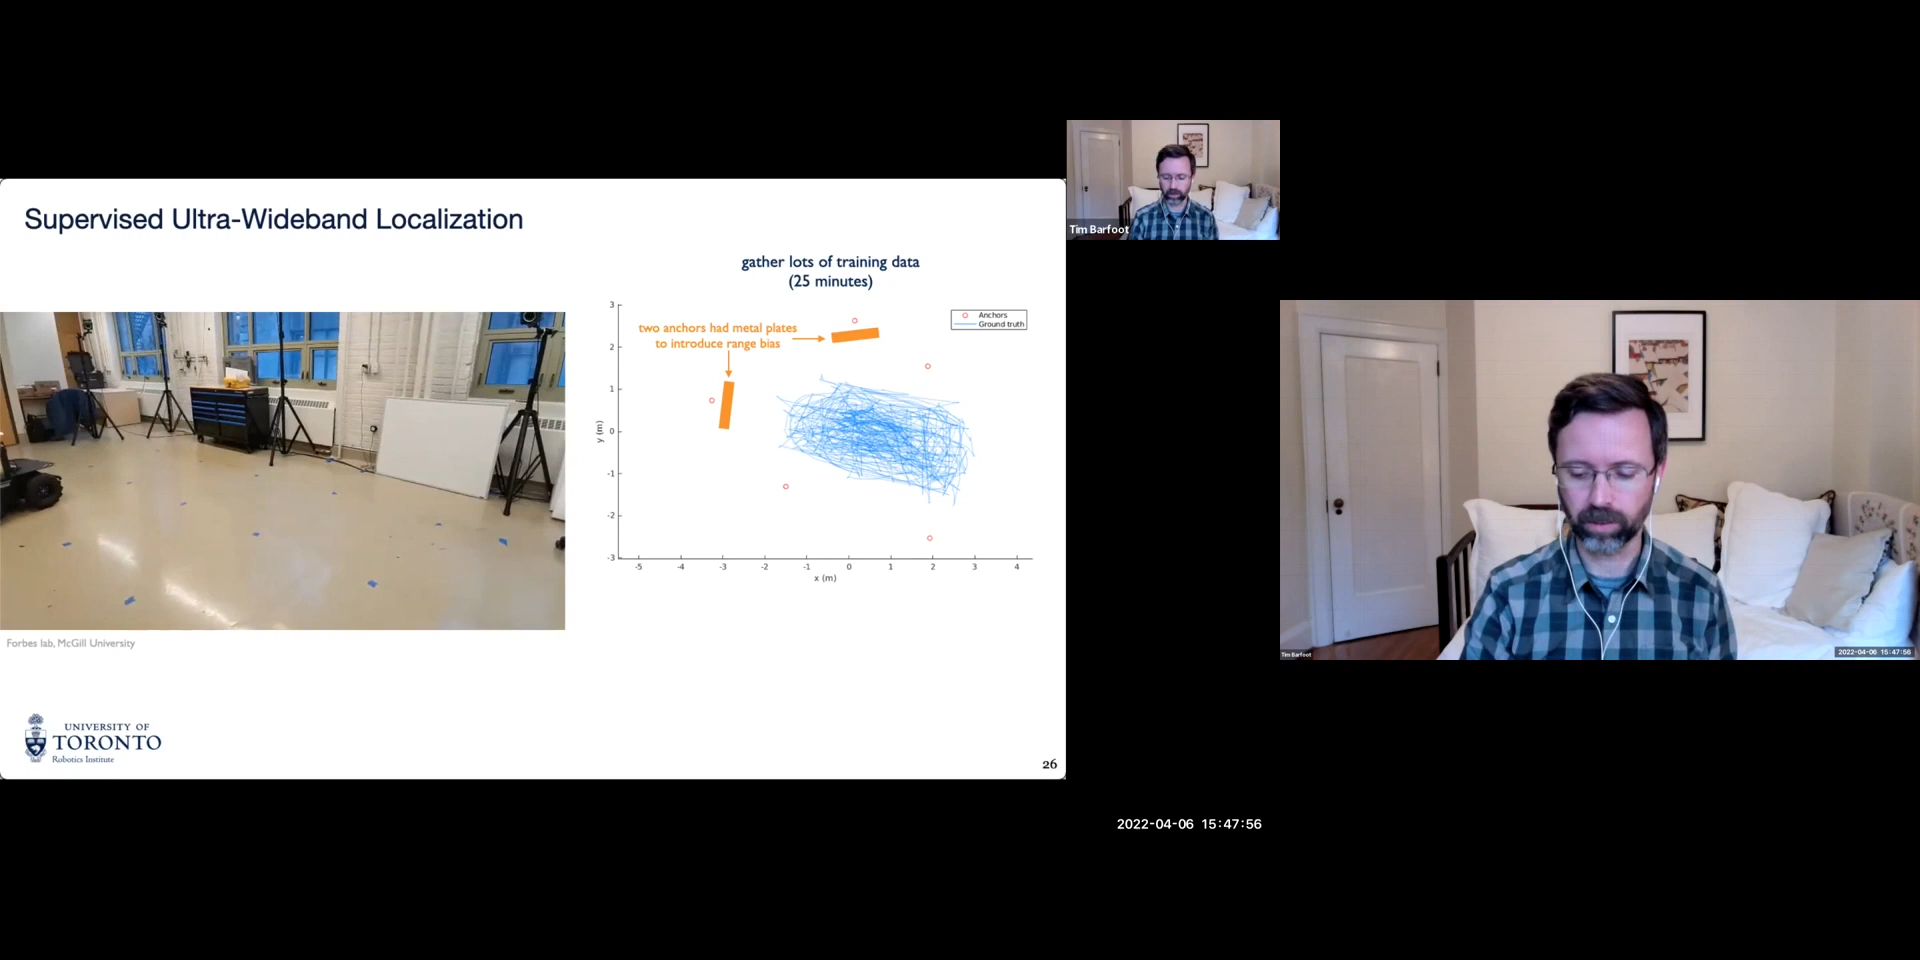 Supervised Ultra-Wideband Localization
gather lots of training data
(25 minutes)
two anchors had metal plates
to introduce range bias
Anchors
Ground truth
3
2
1
0
-1
-2
-3
y (m)
-5 -4 -3 -2 -1 0 1 2 3 4
x (m)
Forbes lab, McGill University
UNIVERSITY OF
TORONTO
Robotics Institute
26
Tim Barfoot
Tim Barfoot
2022-04-06 15:47:56
2022-04-06 15:47:56